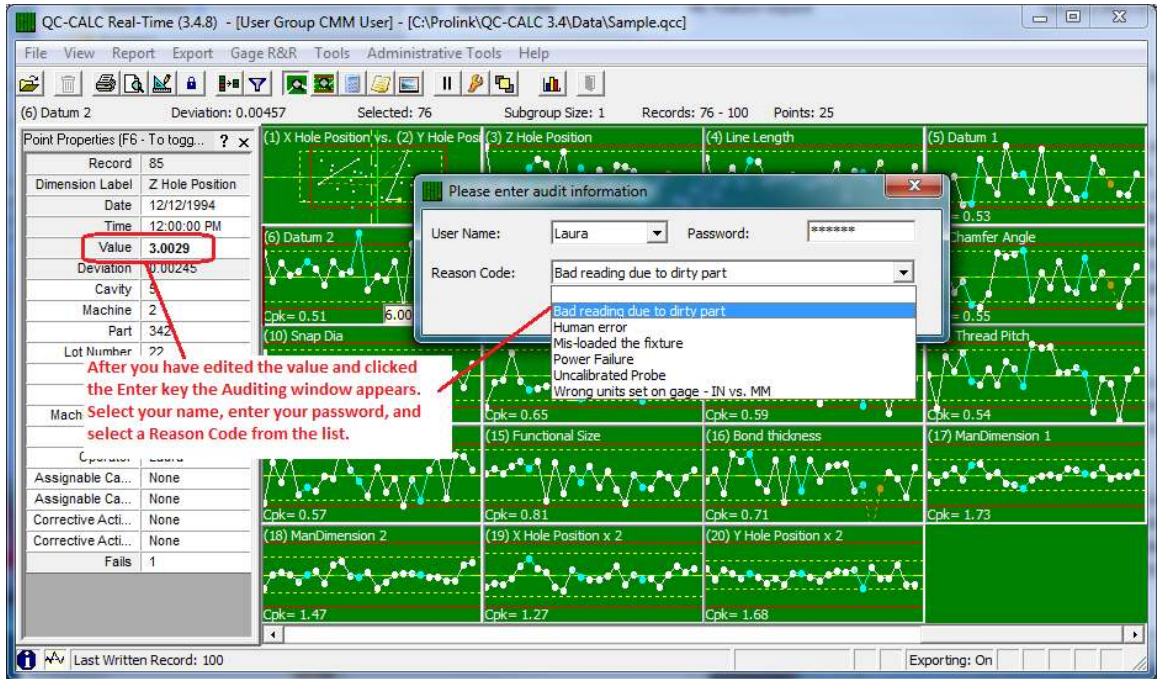 QC-CALC Real-Time (3.4.8) - [User Group CMM User] - [C:\Prolink\QC-CALC 3.4\Data\Sample.qcc]
File View Report Export Gage R&R Tools Administrative Tools Help
(6) Datum 2 Deviation: 0.00457 Selected: 76 Subgroup Size: 1 Records: 76 - 100 Points: 25
Point Properties (F6 - To togg... ? x
Record 85
Dimension Label Z Hole Position
Date 12/12/1994
Time 12:00:00 PM
Value 3.0029
Deviation 0.00245
Cavity 5
Machine 2
Part 342
Lot Number 22
Mach
Operator Laura
Assignable Ca... None
Assignable Ca... None
Corrective Acti... None
Corrective Acti... None
Fails 1
After you have edited the value and clicked
the Enter key the Auditing window appears.
Select your name, enter your password, and
select a Reason Code from the list.
(1) X Hole Position vs. (2) Y Hole Posi
(3) Z Hole Position
(4) Line Length
(5) Datum 1
= 0.53
Please enter audit information
User Name: Laura Password: ******
Reason Code: Bad reading due to dirty part
Bad reading due to dirty part
Human error
Mis-loaded the fixture
Power Failure
Uncalibrated Probe
Wrong units set on gage - IN vs. MM
(6) Datum 2
Cpk= 0.51
6.00
Chamfer Angle
= 0.55
(10) Snap Dia
Cpk= 0.65
Cpk= 0.59
Thread Pitch
Cpk= 0.54
Cpk= 0.57
(15) Functional Size
Cpk= 0.81
(16) Bond thickness
Cpk= 0.71
(17) ManDimension 1
Cpk= 1.73
(18) ManDimension 2
Cpk= 1.47
(19) X Hole Position x 2
Cpk= 1.27
(20) Y Hole Position x 2
Cpk= 1.68
Last Written Record: 100
Exporting: On